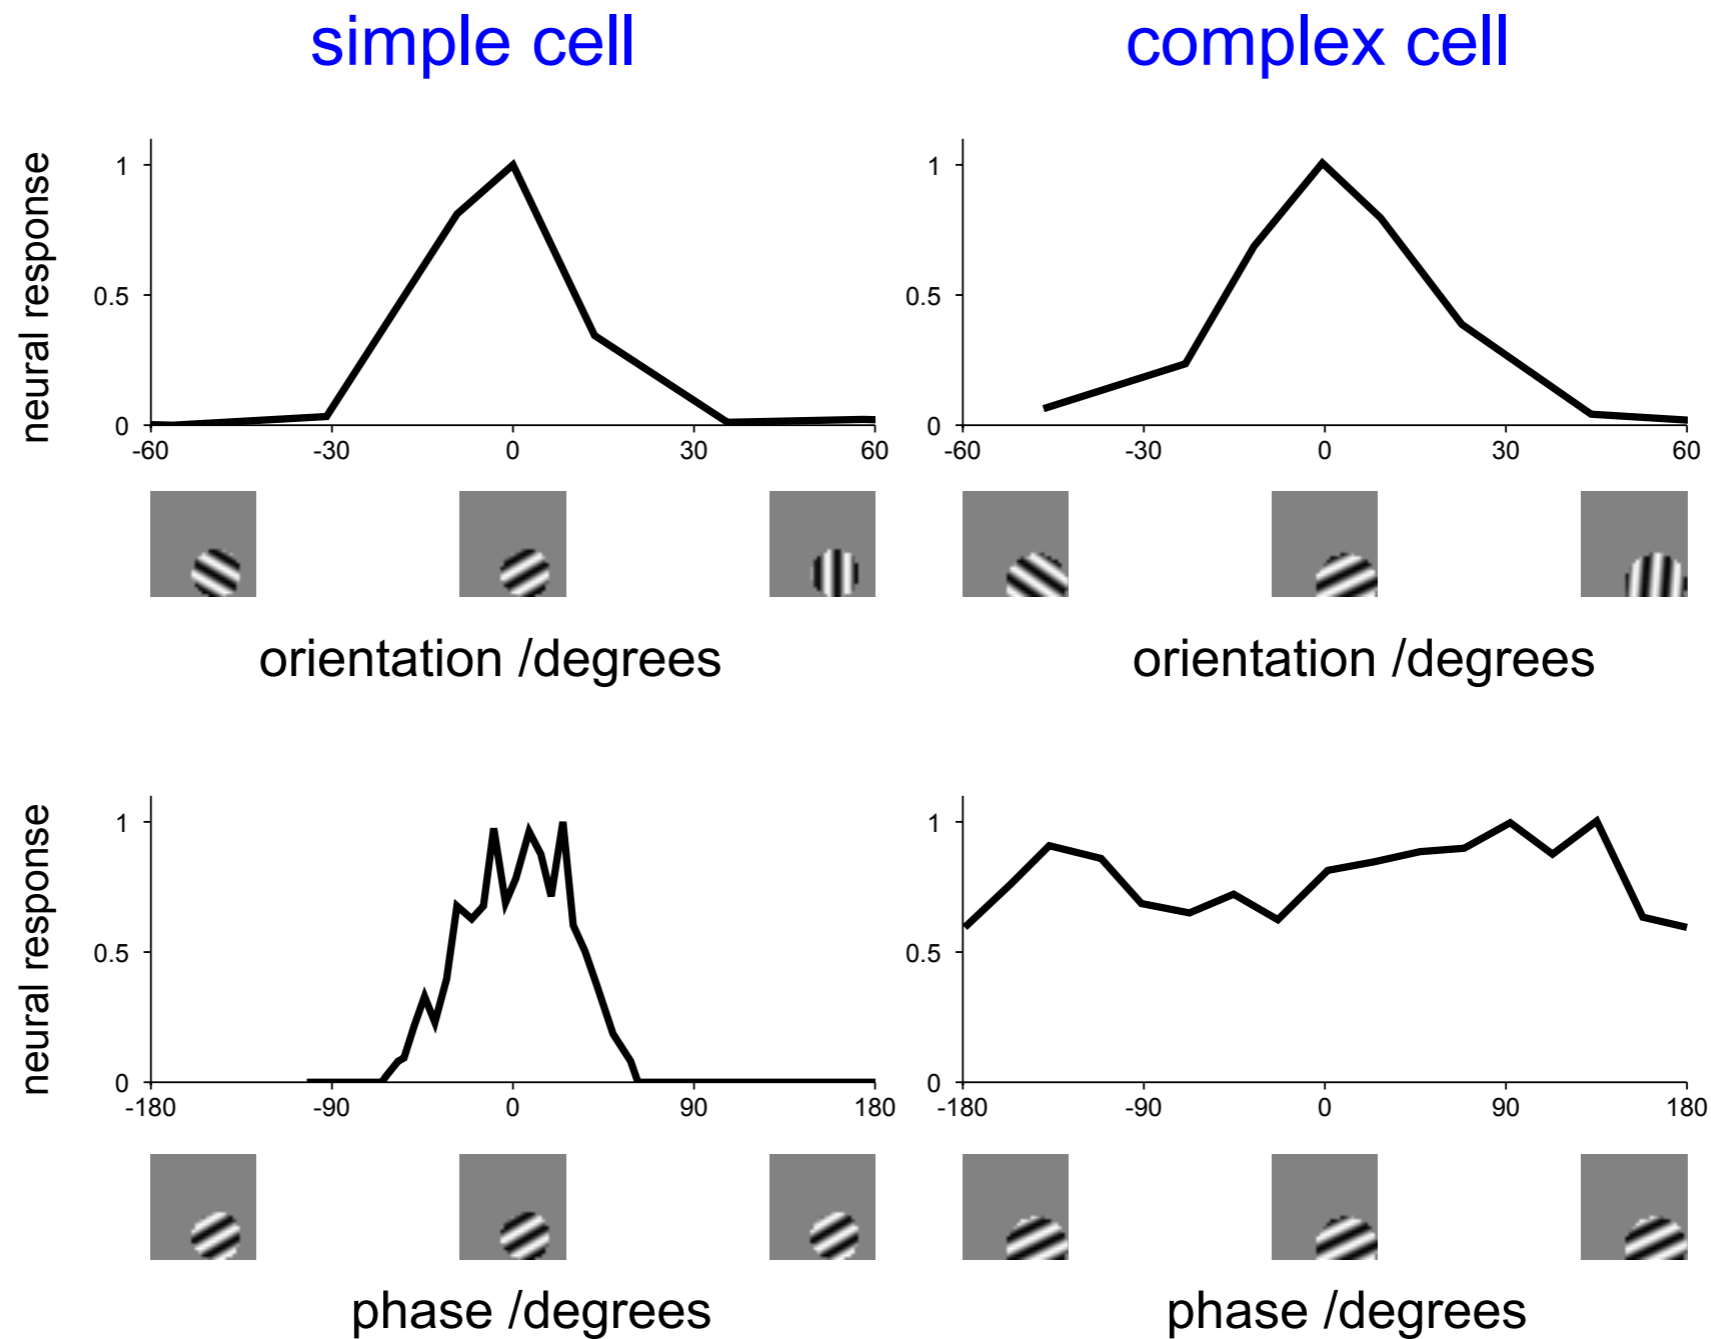 simple cell
complex cell
neural response
1
0.5
0
-60 -30 0 30 60
orientation /degrees
1
0.5
0
-60 -30 0 30 60
orientation /degrees
neural response
1
0.5
0
-180 -90 0 90 180
phase /degrees
1
0.5
0
-180 -90 0 90 180
phase /degrees